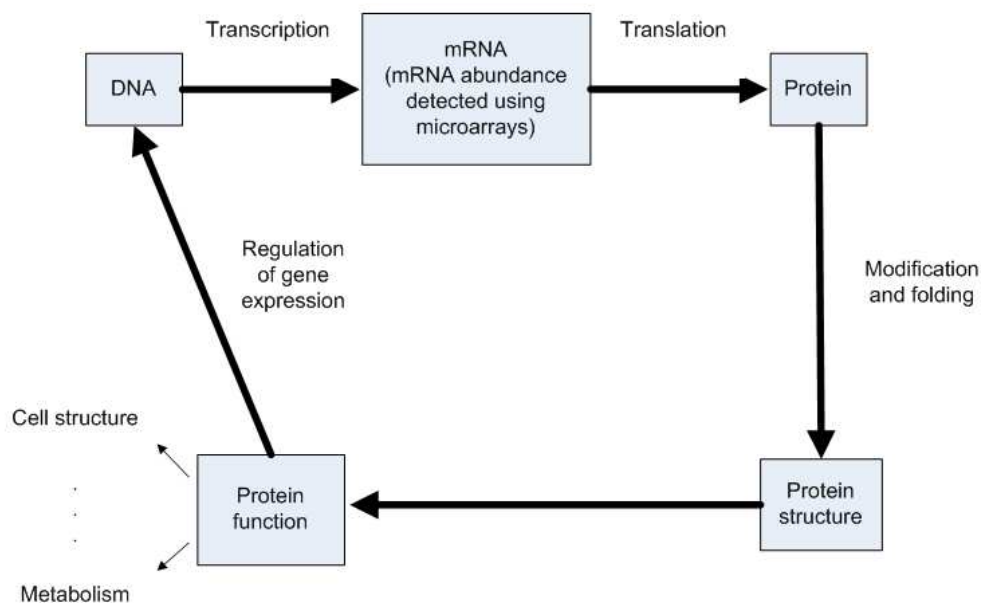 Transcription
Translation
DNA
mRNA
(mRNA abundance
detected using
microarrays)
Protein
Regulation
of gene
expression
Modification
and folding
Cell structure
.
.
.
Metabolism
Protein
function
Protein
structure